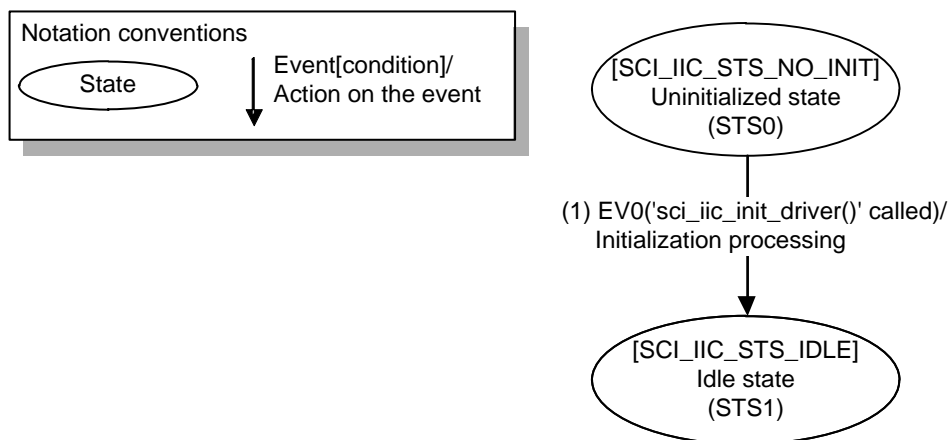 Notation conventions
State
Event[condition]/
Action on the event
[SCI_IIC_STS_NO_INIT]
Uninitialized state
(STS0)
(1) EV0('sci_iic_init_driver()' called)/
Initialization processing
[SCI_IIC_STS_IDLE]
Idle state
(STS1)